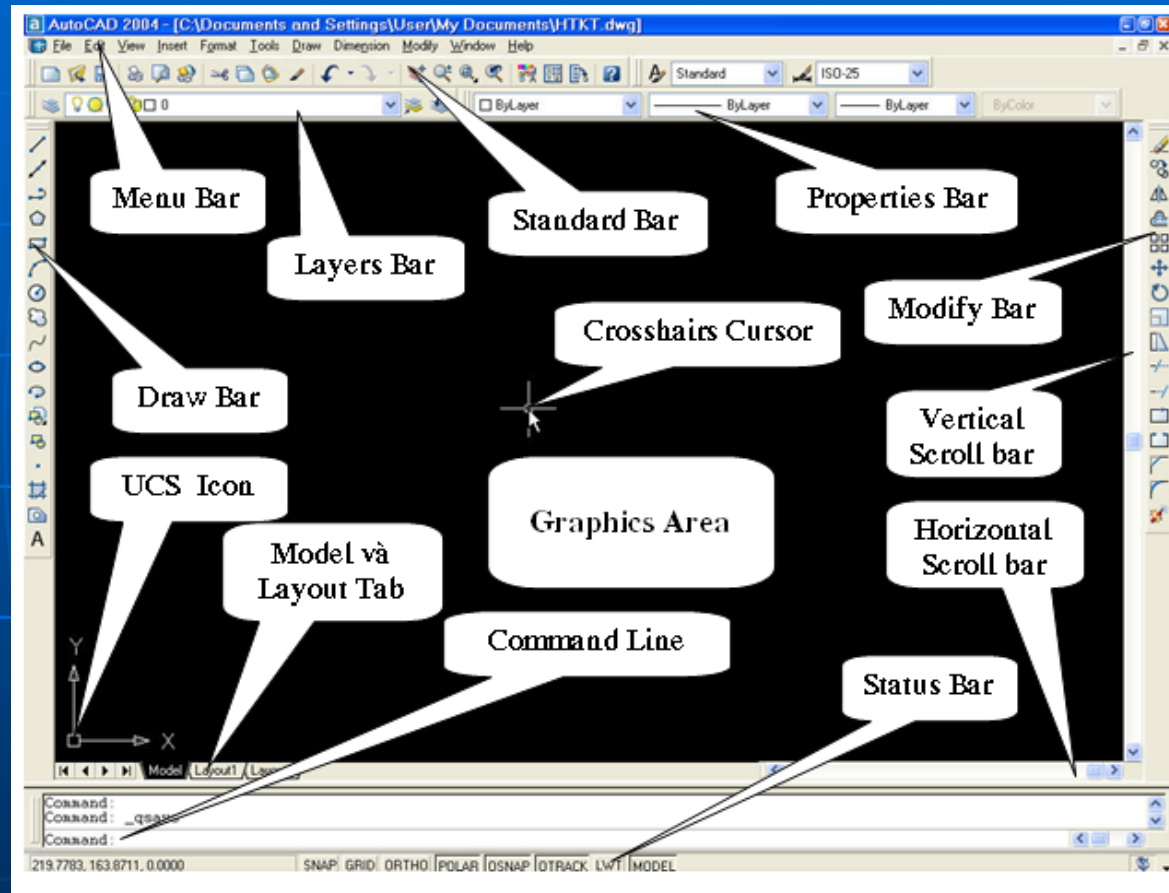 AutoCAD 2004 - [C:\Documents and Settings\User\My Documents\HTKT.dwg]
File Edit View Insert Format Tools Draw Dimension Modify Window Help
Standard ISO-25
0 ByLayer ByLayer ByLayer ByColor
Menu Bar
Standard Bar
Properties Bar
Layers Bar
Modify Bar
Crosshairs Cursor
Draw Bar
Vertical
Scroll bar
UCS Icon
Graphics Area
Horizontal
Scroll bar
A
Model và
Layout Tab
Command Line
Status Bar
Y
X
Model Layout1
Command:
Command:
Command:
219.7783, 163.8711, 0.0000 SNAP GRID ORTHO POLAR OSNAP OTRACK LWT MODEL